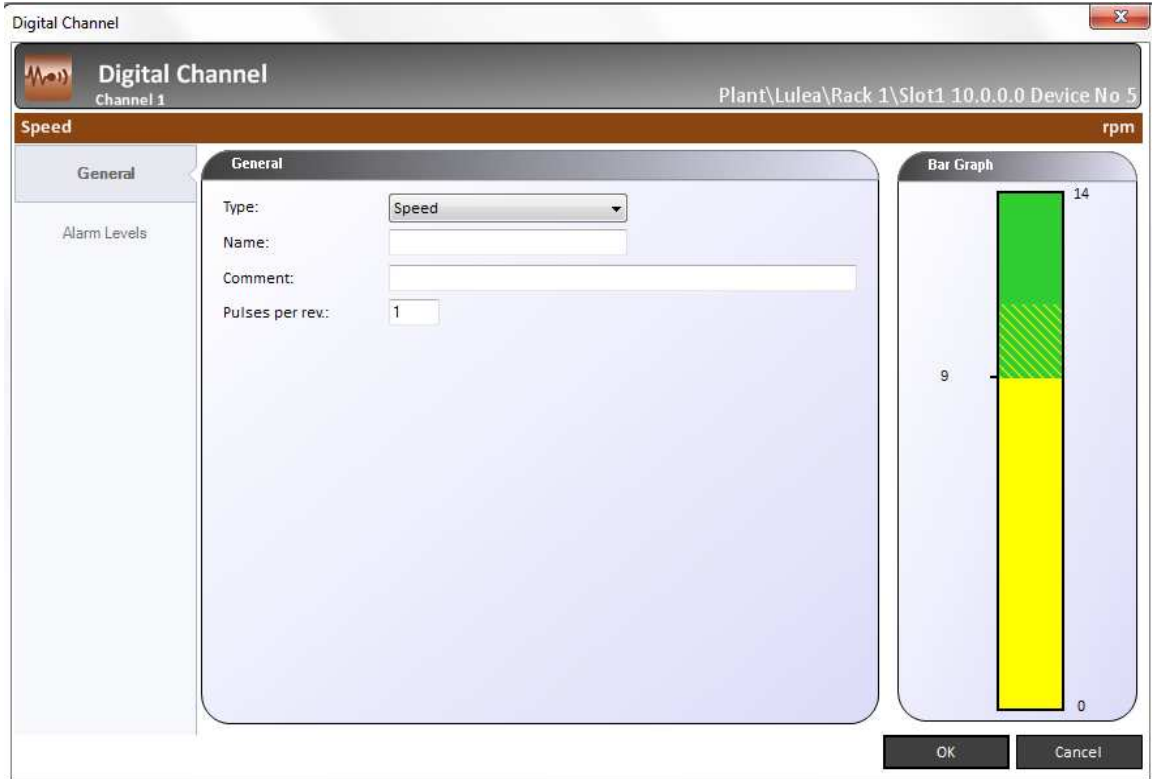 Digital Channel
Digital Channel
Channel 1
Plant\Lulea\Rack 1\Slot1 10.0.0.0 Device No 5
Speed rpm
General
Alarm Levels
General
Type: Speed
Name:
Comment:
Pulses per rev.: 1
Bar Graph
14
9
0
OK Cancel